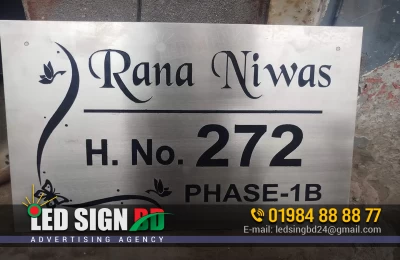 Rana Niwas
H. No. 272
PHASE-1B
LED SIGN BD
ADVERTISING AGENCY
01984 88 88 77
E-mail: ledsingbd24@gmail.com